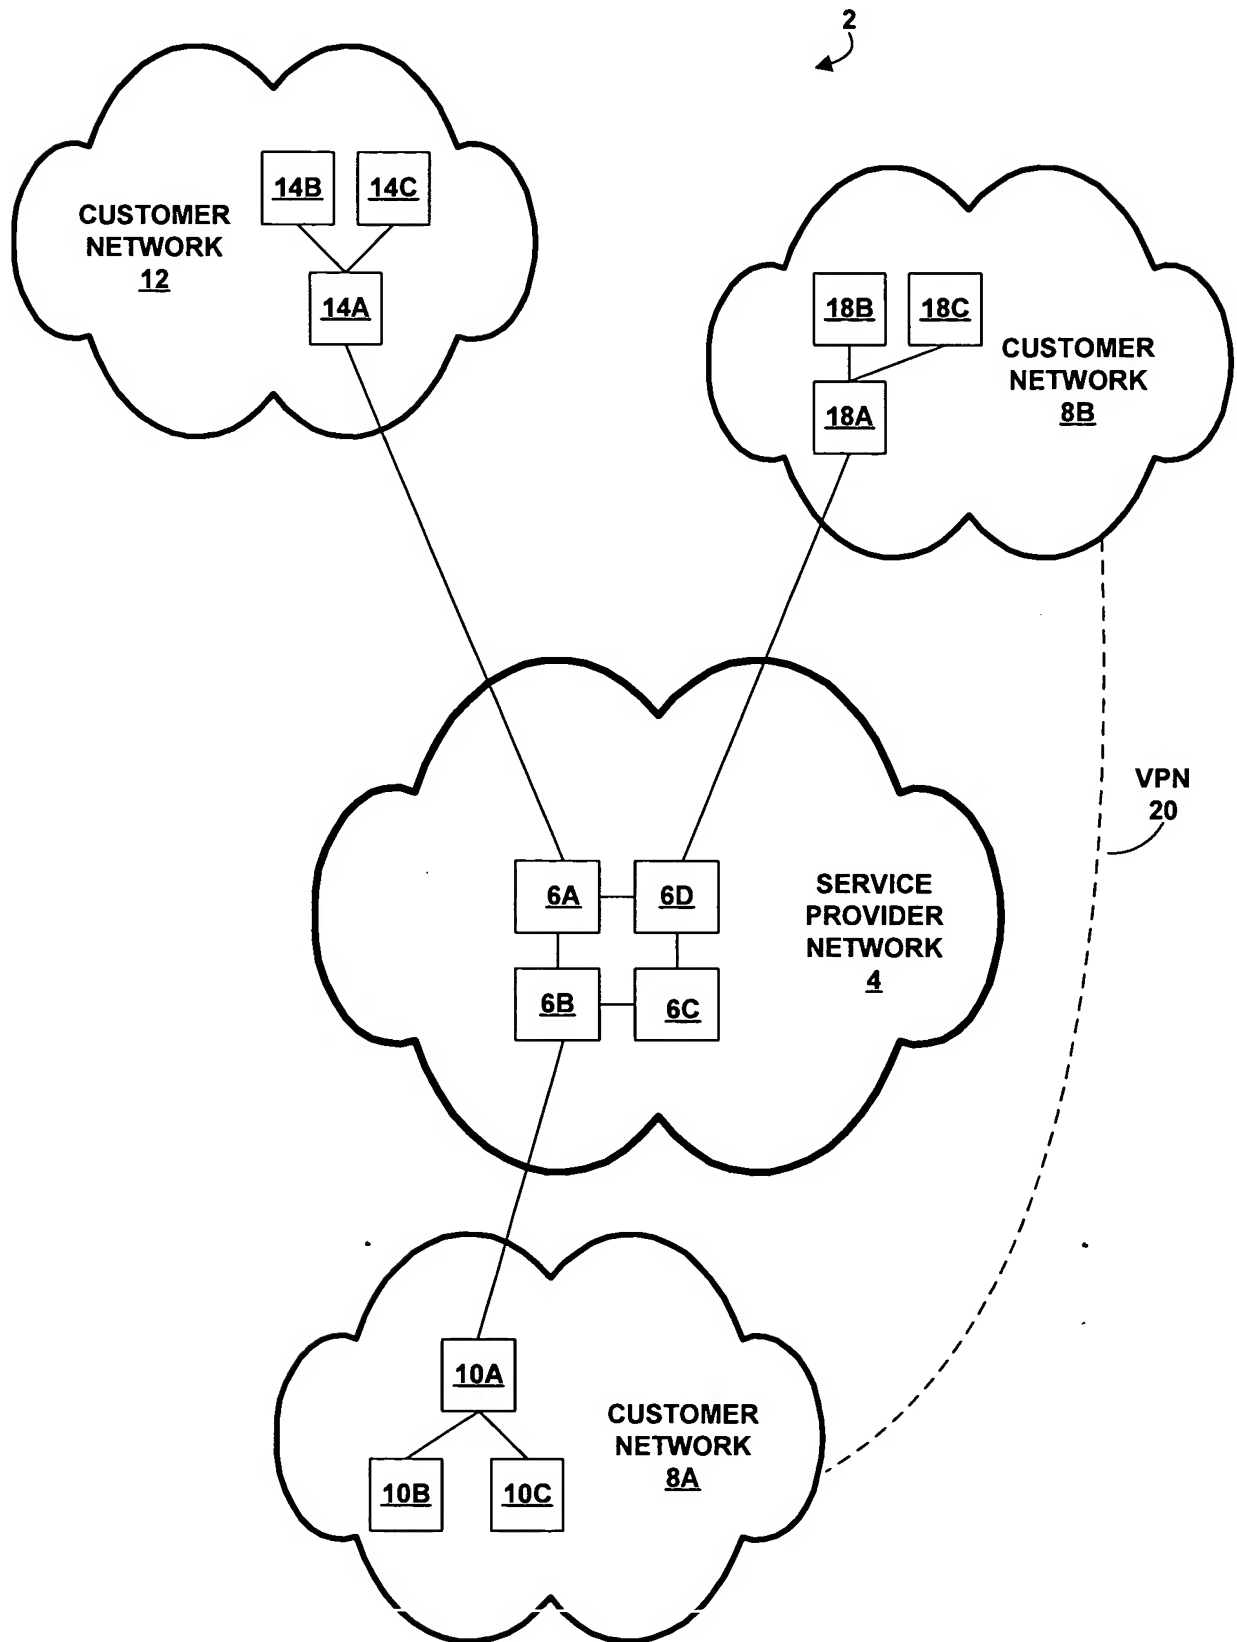 2
14B
14C
CUSTOMER
NETWORK
12
14A
18B
18C
CUSTOMER
NETWORK
8B
18A
VPN
20
6A
6D
SERVICE
PROVIDER
NETWORK
4
6B
6C
10A
CUSTOMER
NETWORK
8A
10B
10C